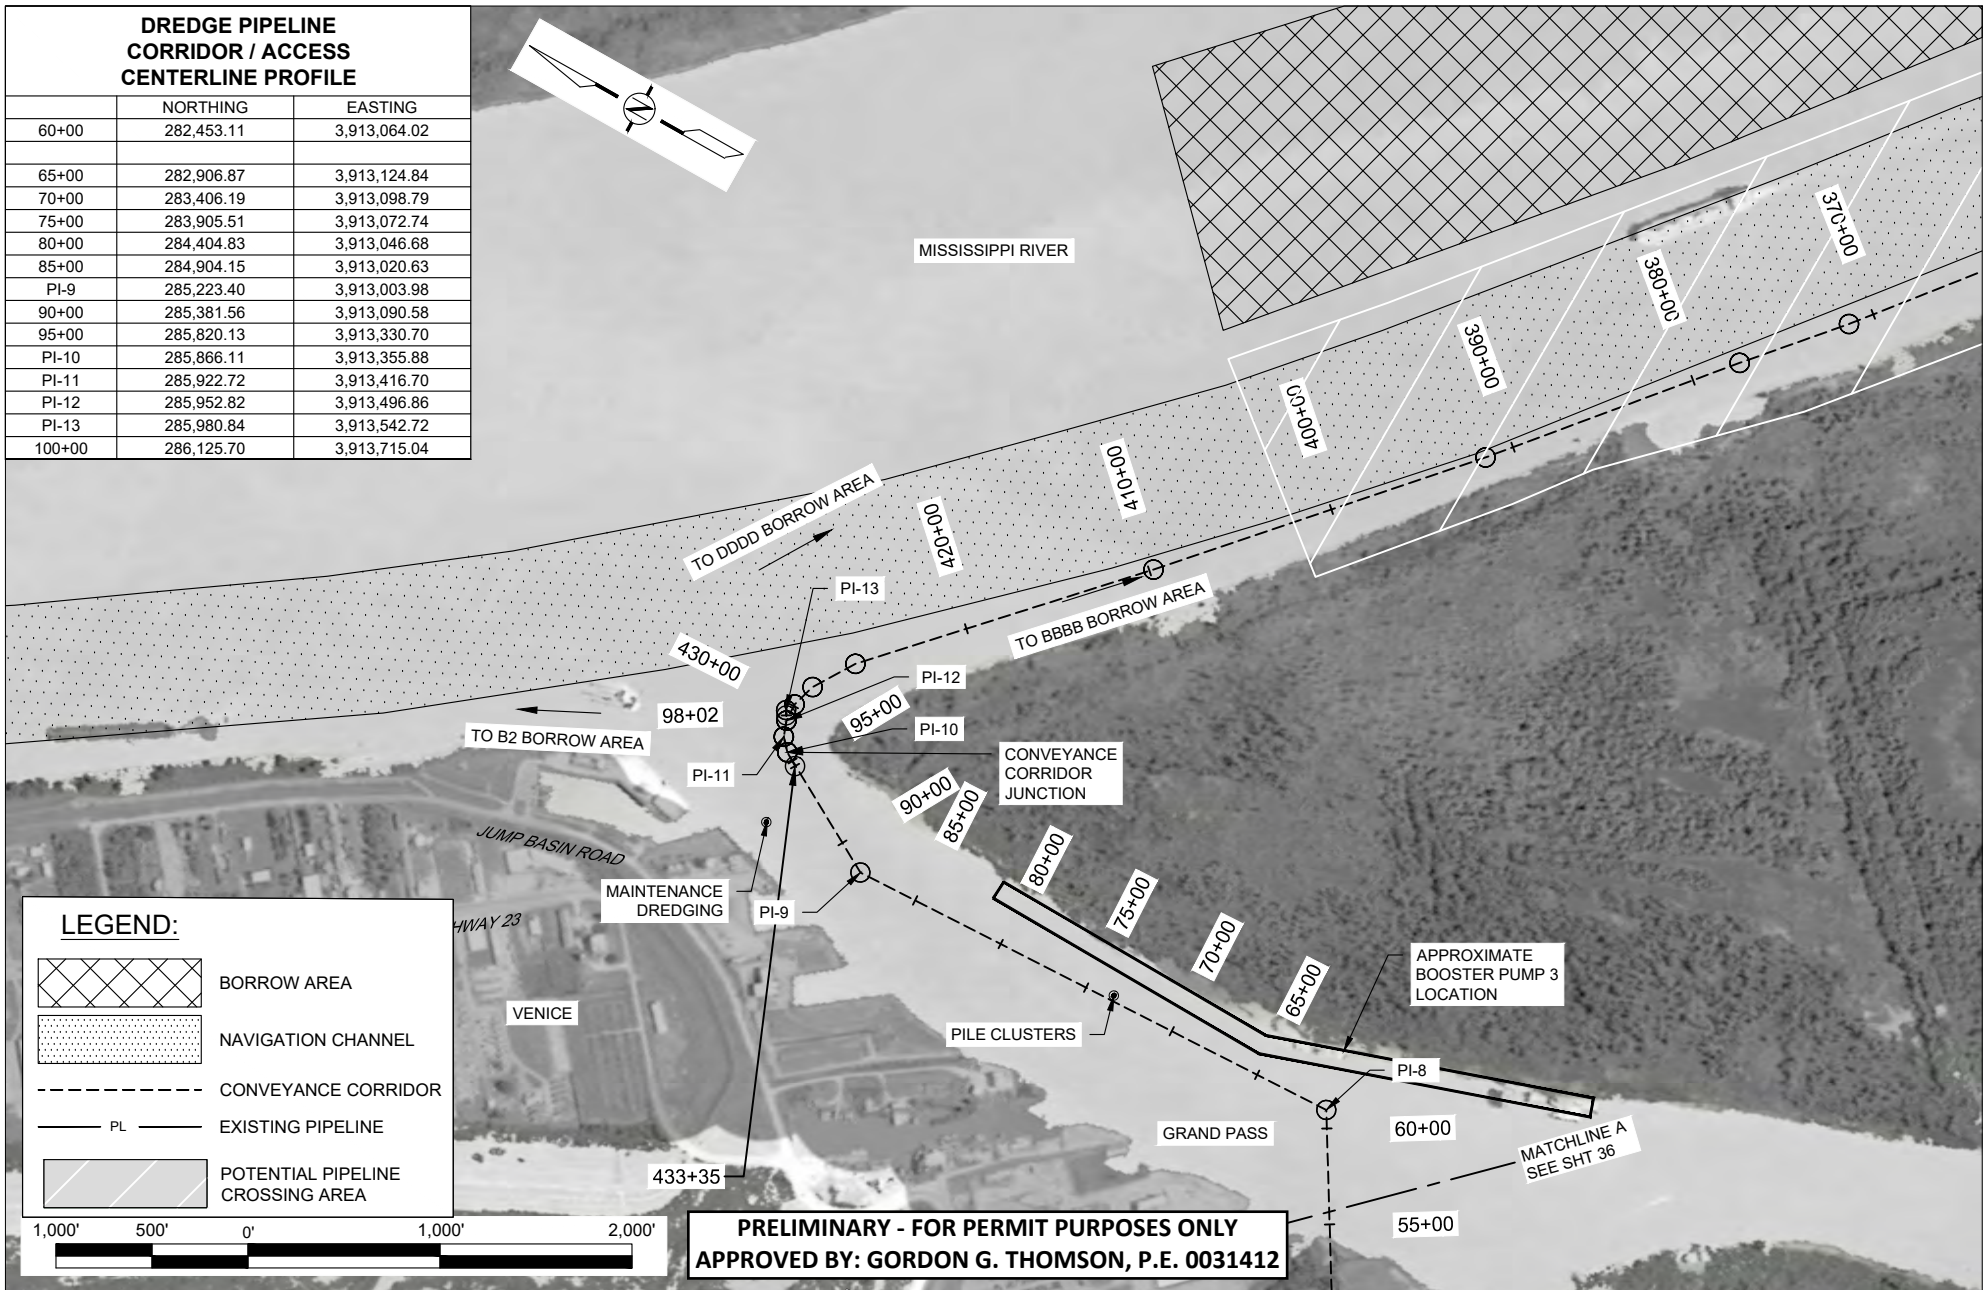 DREDGE PIPELINE
CORRIDOR / ACCESS
CENTERLINE PROFILE
NORTHING EASTING
60+00 282,453.11 3,913,064.02
65+00 282,906.87 3,913,124.84
70+00 283,406.19 3,913,098.79
75+00 283,905.51 3,913,072.74
80+00 284,404.83 3,913,046.68
85+00 284,904.15 3,913,020.63
PI-9 285,223.40 3,913,003.98
90+00 285,381.56 3,913,090.58
95+00 285,820.13 3,913,330.70
PI-10 285,866.11 3,913,355.88
PI-11 285,922.72 3,913,416.70
PI-12 285,952.82 3,913,496.86
PI-13 285,980.84 3,913,542.72
100+00 286,125.70 3,913,715.04
N
MISSISSIPPI RIVER
370+00
380+00
390+00
400+00
410+00
420+00
TO DDDD BORROW AREA
PI-13
TO BBBB BORROW AREA
430+00
PI-12
98+02
95+00
TO B2 BORROW AREA
PI-10
PI-11
CONVEYANCE
CORRIDOR
JUNCTION
90+00
85+00
JUMP BASIN ROAD
80+00
MAINTENANCE
DREDGING
PI-9
75+00
HWAY 23
70+00
65+00
APPROXIMATE
BOOSTER PUMP 3
LOCATION
VENICE
PILE CLUSTERS
PI-8
GRAND PASS
60+00
MATCHLINE A
SEE SHT 36
433+35
55+00
LEGEND:
BORROW AREA
NAVIGATION CHANNEL
CONVEYANCE CORRIDOR
PL EXISTING PIPELINE
POTENTIAL PIPELINE
CROSSING AREA
1,000' 500' 0' 1,000' 2,000'
PRELIMINARY - FOR PERMIT PURPOSES ONLY
APPROVED BY: GORDON G. THOMSON, P.E. 0031412